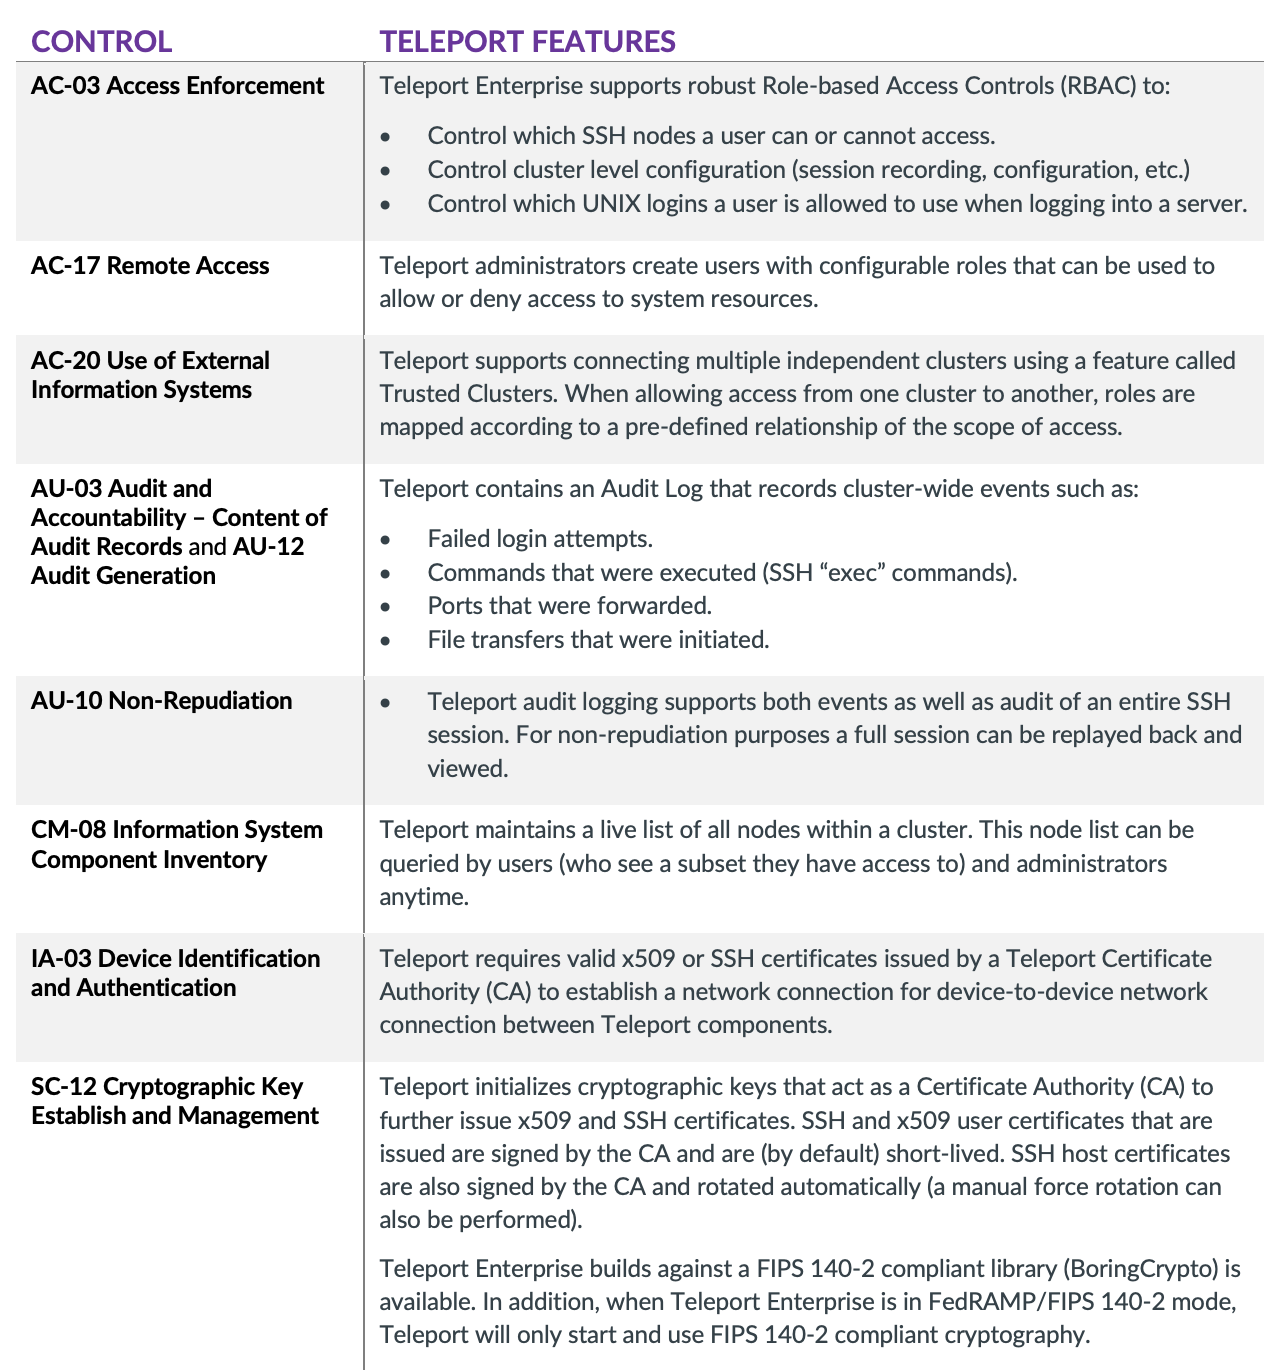 CONTROL
TELEPORT FEATURES
AC-03 Access Enforcement
Teleport Enterprise supports robust Role-based Access Controls (RBAC) to:
• Control which SSH nodes a user can or cannot access.
• Control cluster level configuration (session recording, configuration, etc.)
• Control which UNIX logins a user is allowed to use when logging into a server.
AC-17 Remote Access
Teleport administrators create users with configurable roles that can be used to
allow or deny access to system resources.
AC-20 Use of External
Information Systems
Teleport supports connecting multiple independent clusters using a feature called
Trusted Clusters. When allowing access from one cluster to another, roles are
mapped according to a pre-defined relationship of the scope of access.
AU-03 Audit and
Accountability – Content of
Audit Records and AU-12
Audit Generation
Teleport contains an Audit Log that records cluster-wide events such as:
• Failed login attempts.
• Commands that were executed (SSH “exec” commands).
• Ports that were forwarded.
• File transfers that were initiated.
AU-10 Non-Repudiation
• Teleport audit logging supports both events as well as audit of an entire SSH
session. For non-repudiation purposes a full session can be replayed back and
viewed.
CM-08 Information System
Component Inventory
Teleport maintains a live list of all nodes within a cluster. This node list can be
queried by users (who see a subset they have access to) and administrators
anytime.
IA-03 Device Identification
and Authentication
Teleport requires valid x509 or SSH certificates issued by a Teleport Certificate
Authority (CA) to establish a network connection for device-to-device network
connection between Teleport components.
SC-12 Cryptographic Key
Establish and Management
Teleport initializes cryptographic keys that act as a Certificate Authority (CA) to
further issue x509 and SSH certificates. SSH and x509 user certificates that are
issued are signed by the CA and are (by default) short-lived. SSH host certificates
are also signed by the CA and rotated automatically (a manual force rotation can
also be performed).
Teleport Enterprise builds against a FIPS 140-2 compliant library (BoringCrypto) is
available. In addition, when Teleport Enterprise is in FedRAMP/FIPS 140-2 mode,
Teleport will only start and use FIPS 140-2 compliant cryptography.